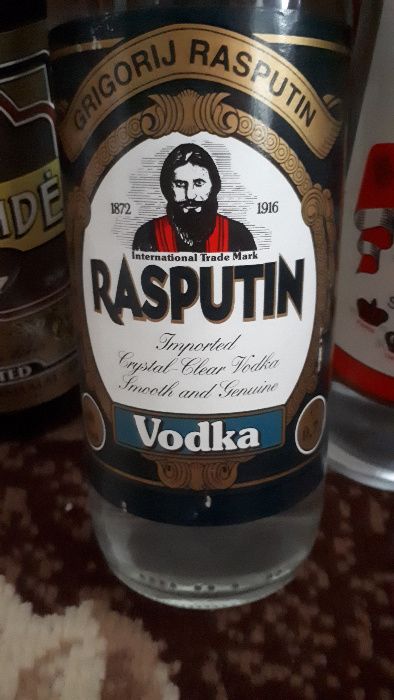 GRIGORIJ RASPUTIN
1872 1916
International Trade Mark
RASPUTIN
Imported
Crystal-Clear Vodka
Smooth and Genuine
Vodka